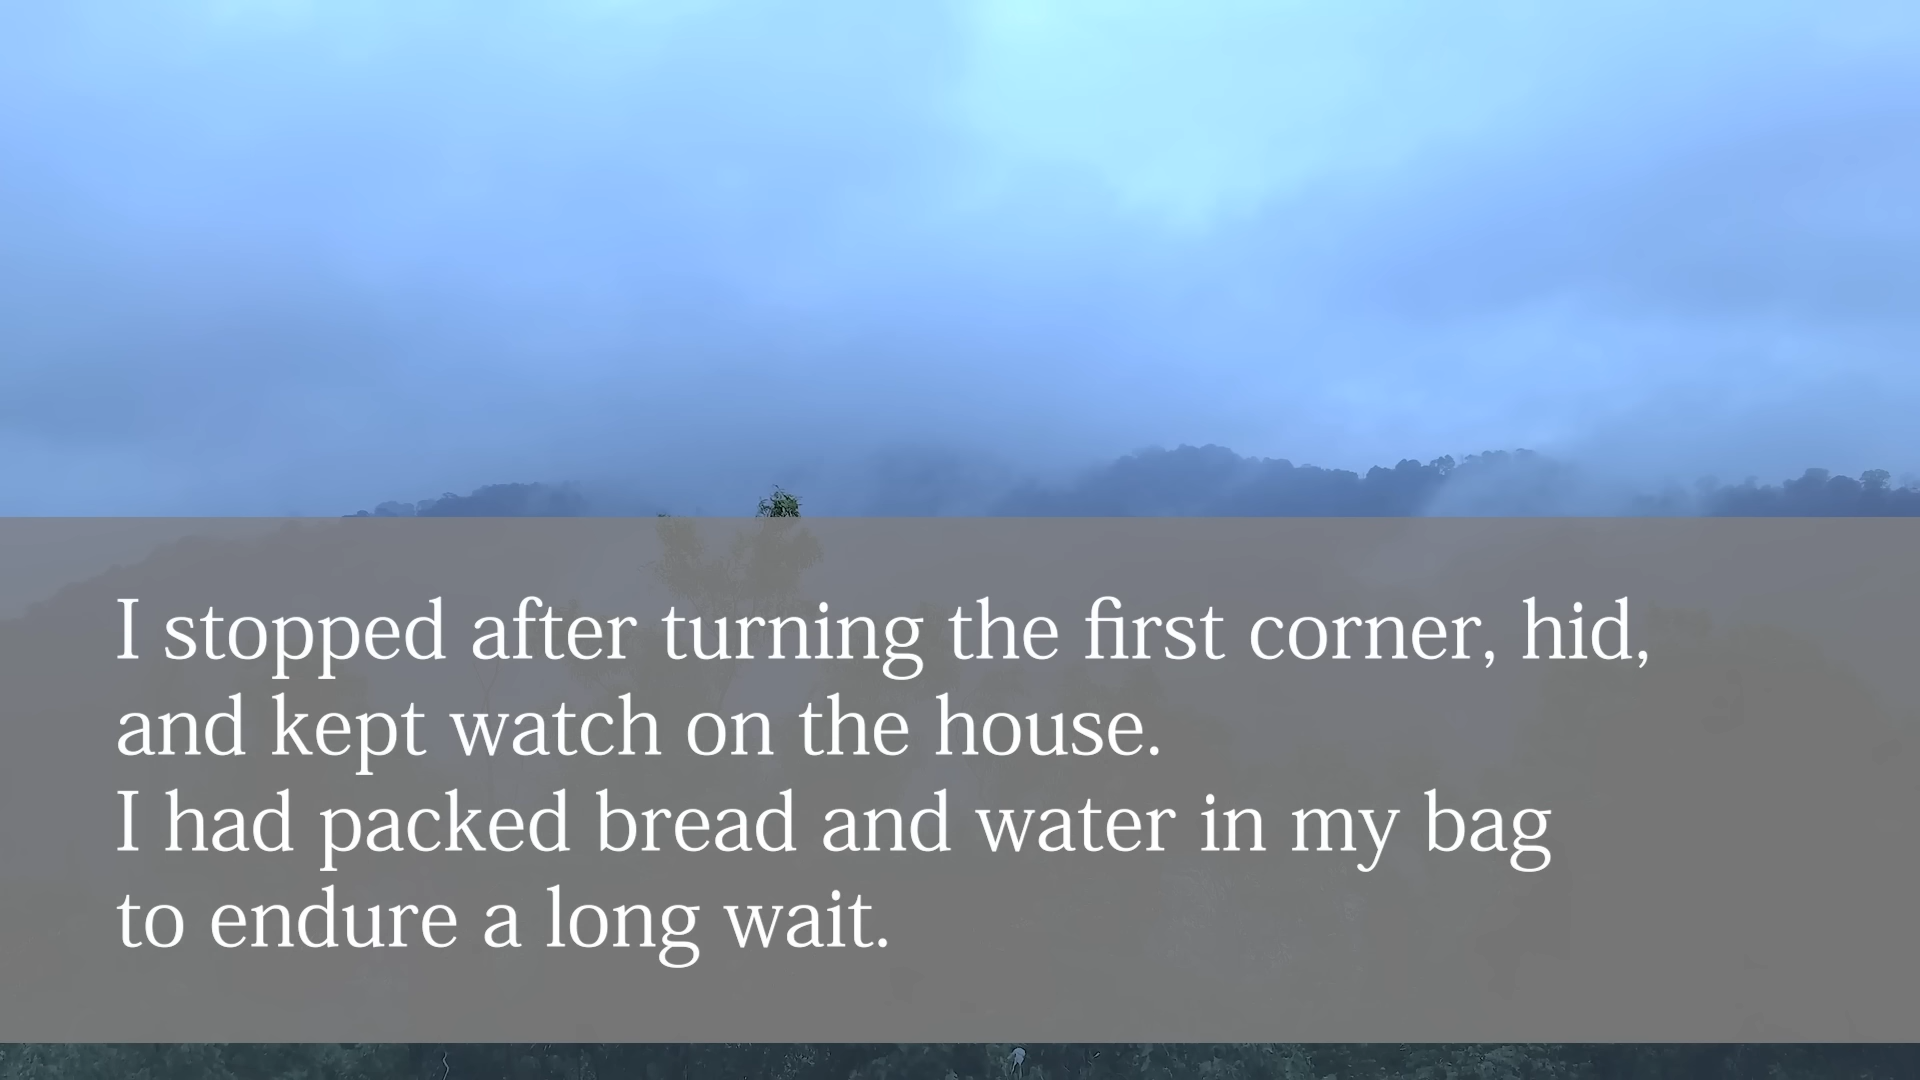 I stopped after turning the first corner, hid,
and kept watch on the house.
I had packed bread and water in my bag
to endure a long wait.